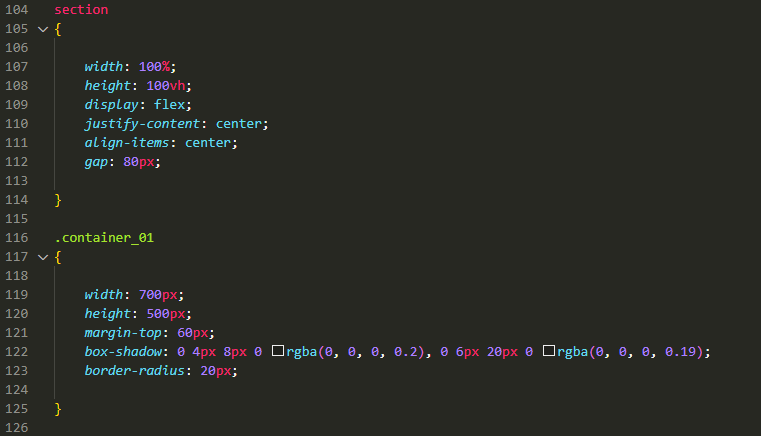 104 section
105 {
106
107 width: 100%;
108 height: 100vh;
109 display: flex;
110 justify-content: center;
111 align-items: center;
112 gap: 80px;
113
114 }
115
116 .container_01
117 {
118
119 width: 700px;
120 height: 500px;
121 margin-top: 60px;
122 box-shadow: 0 4px 8px 0 rgba(0, 0, 0, 0.2), 0 6px 20px 0 rgba(0, 0, 0, 0.19);
123 border-radius: 20px;
124
125 }
126